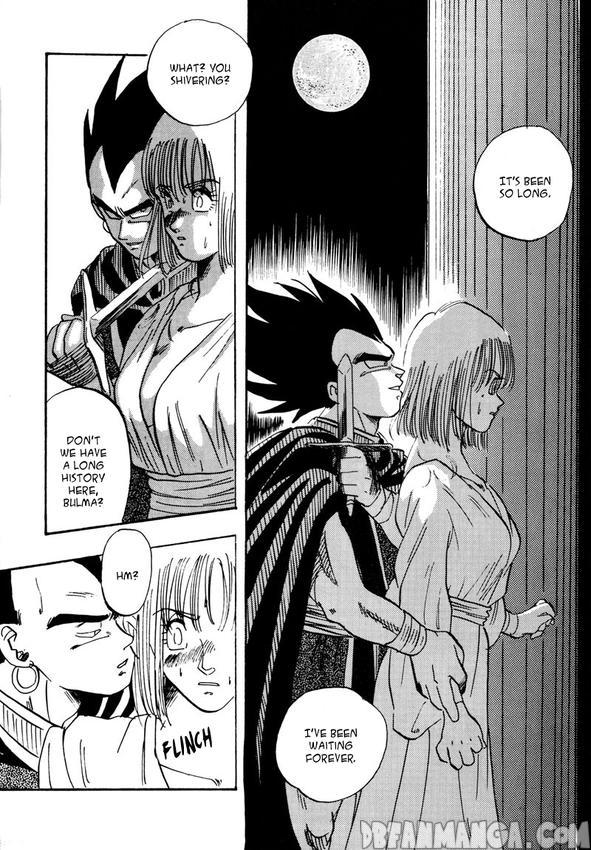 IT'S BEEN
SO LONG.
I'VE BEEN
WAITING
FOREVER.
WHAT? YOU
SHIVERING?
DON'T
WE HAVE
A LONG
HISTORY
HERE,
BULMA?
HM?
FLINCH
DBFANMANGA.COM